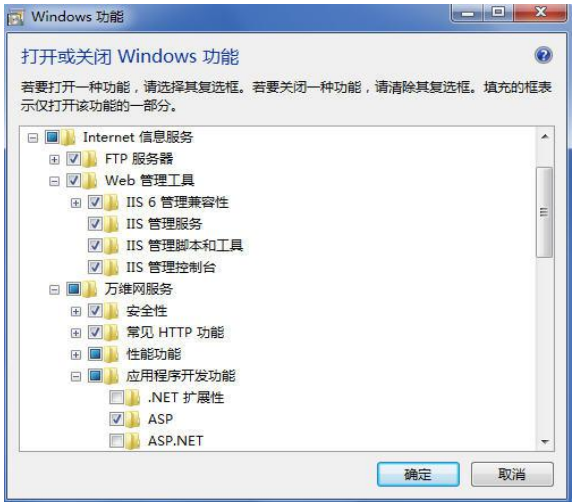 Windows 功能
打开或关闭 Windows 功能
若要打开一种功能，请选择其复选框。若要关闭一种功能，请清除其复选框。填充的框表
示仅打开该功能的一部分。
Internet 信息服务
FTP 服务器
Web 管理工具
IIS 6 管理兼容性
IIS 管理服务
IIS 管理脚本和工具
IIS 管理控制台
万维网服务
安全性
常见 HTTP 功能
性能功能
应用程序开发功能
.NET 扩展性
ASP
ASP.NET
确定 取消